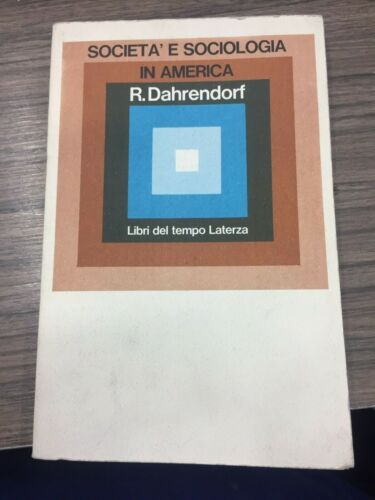 SOCIETA' E SOCIOLOGIA
IN AMERICA
R.Dahrendorf
Libri del tempo Laterza